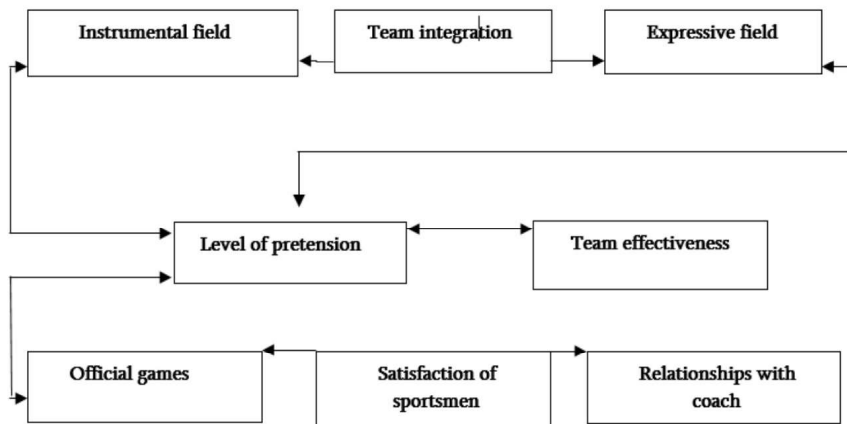 Instrumental field
Team integration
Expressive field
Level of pretension
Team effectiveness
Official games
Satisfaction of
sportsmen
Relationships with
coach